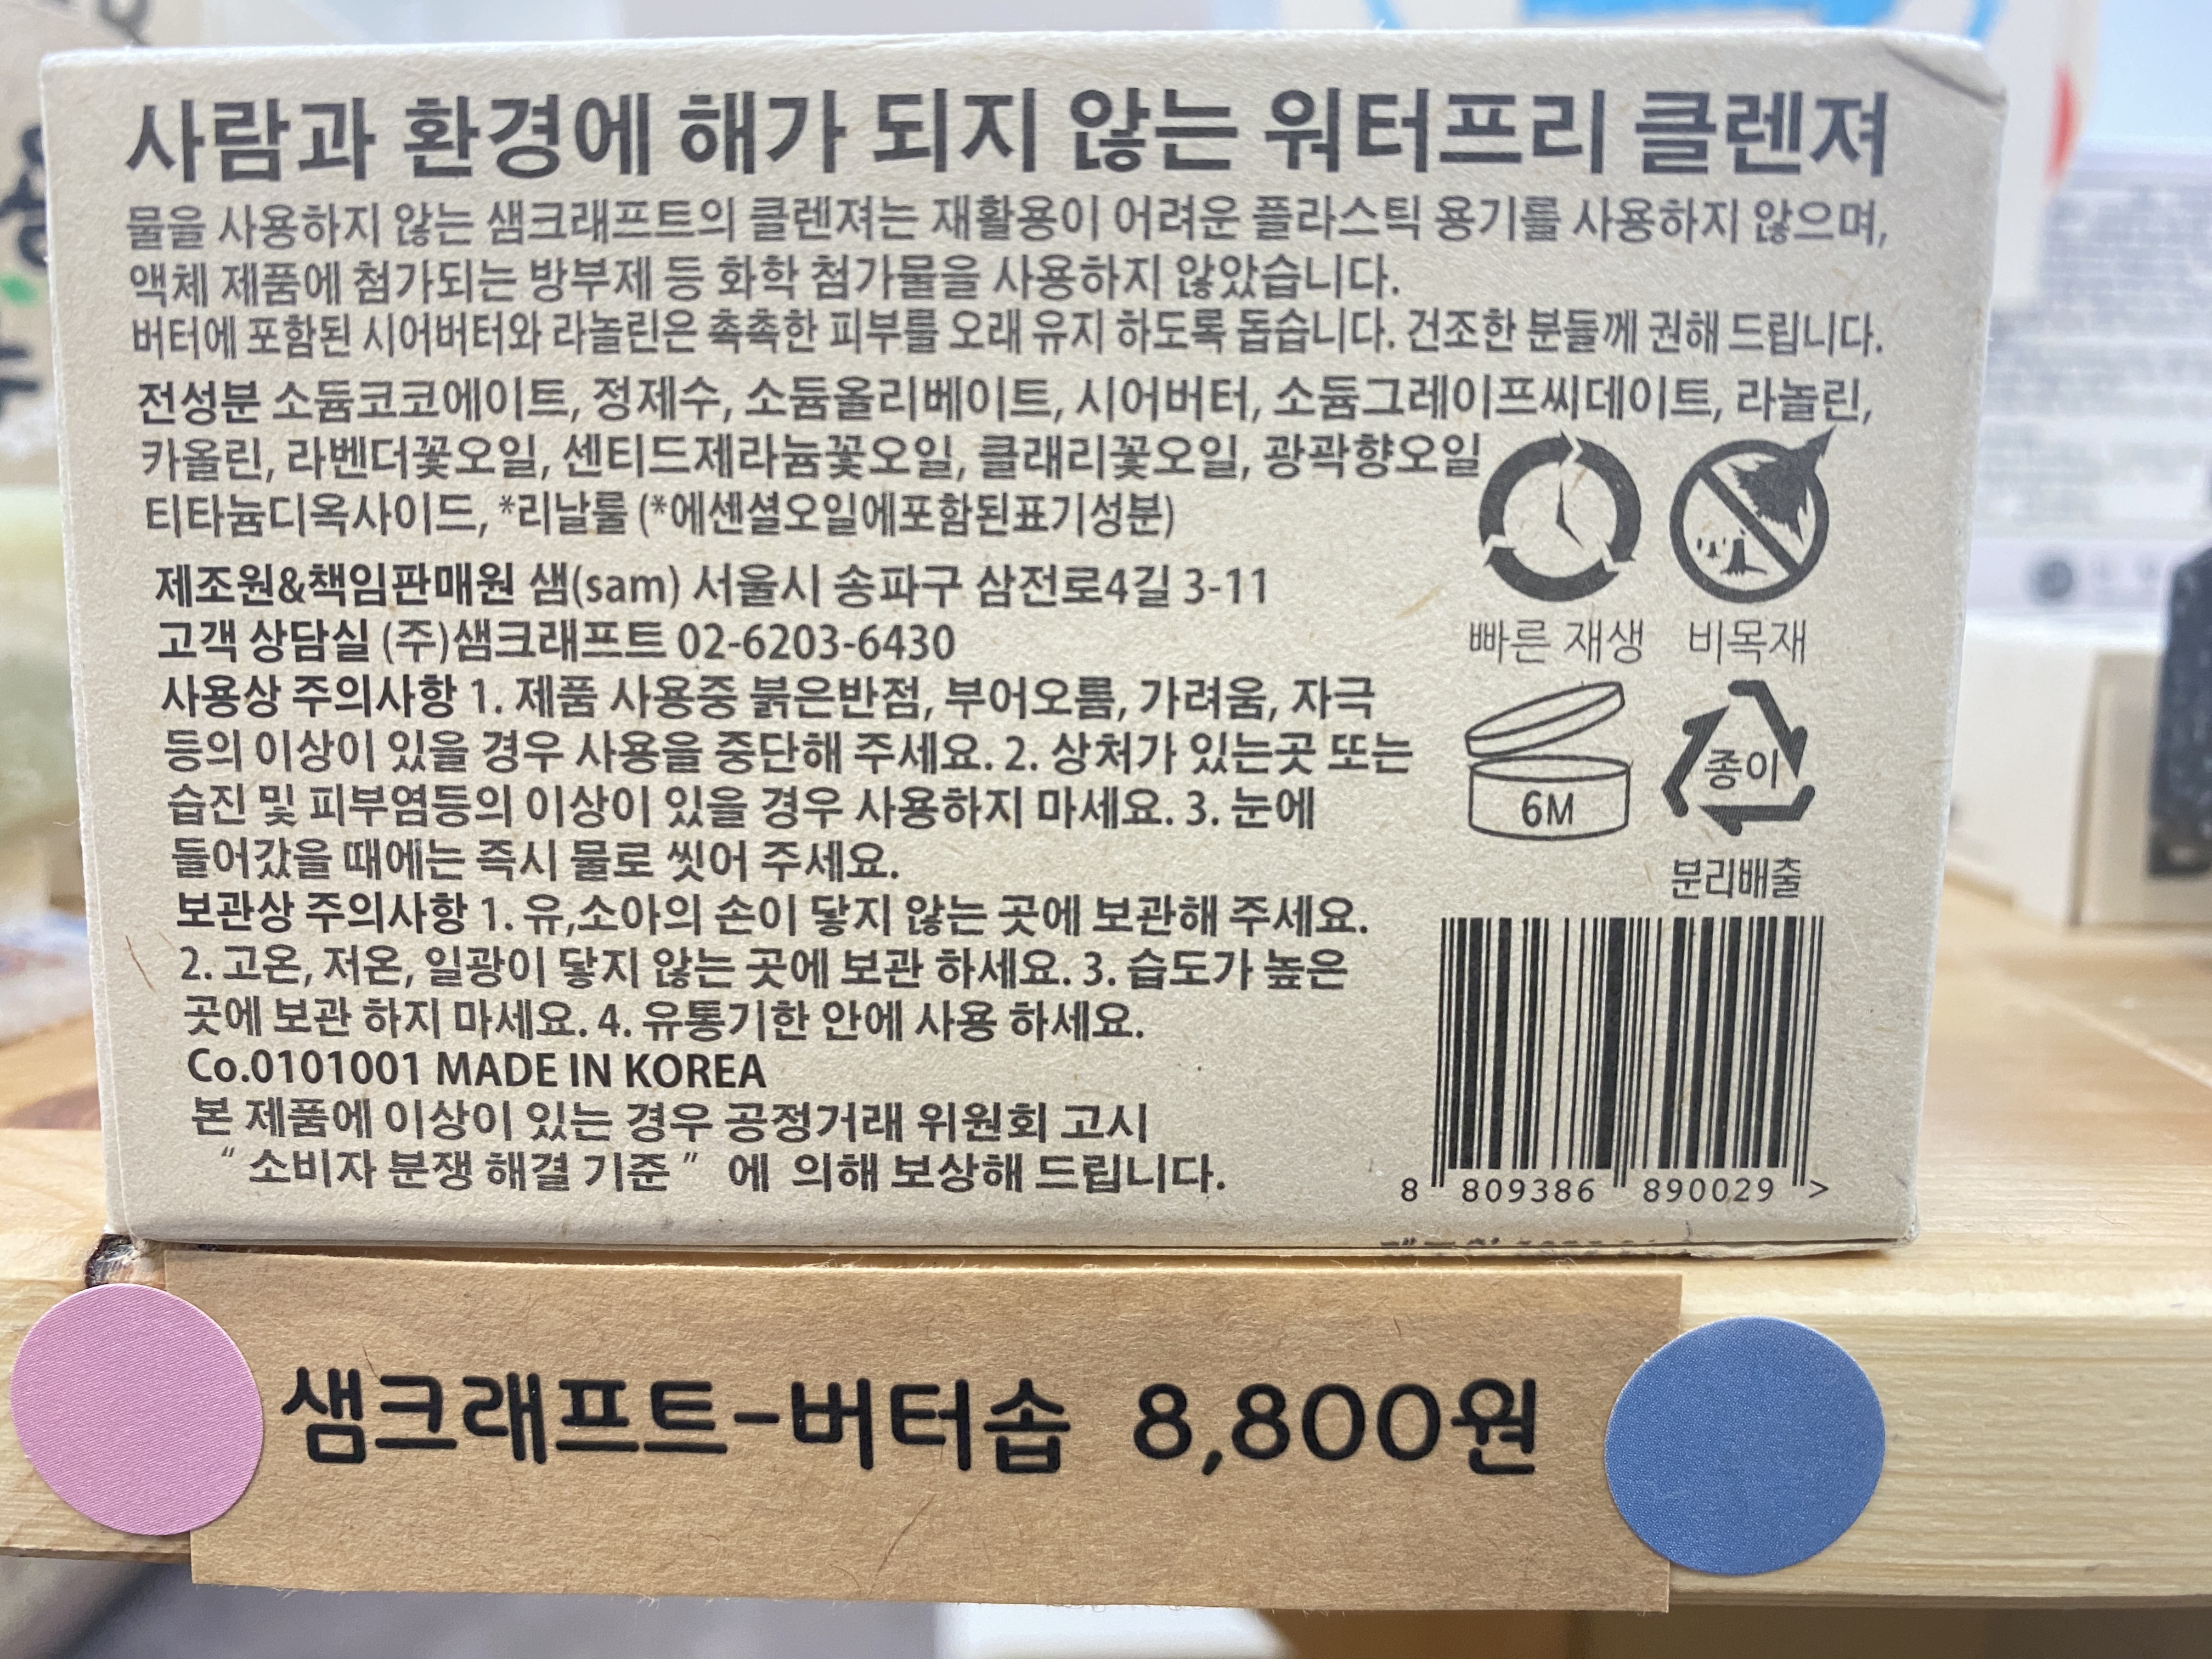 사람과 환경에 해가 되지 않는 워터프리 클렌져
물을 사용하지 않는 샘크래프트의 클렌져는 재활용이 어려운 플라스틱 용기를 사용하지 않으며,
액체 제품에 첨가되는 방부제 등 화학 첨가물을 사용하지 않았습니다.
버터에 포함된 시어버터와 라놀린은 촉촉한 피부를 오래 유지 하도록 돕습니다. 건조한 분들께 권해 드립니다.
전성분 소듐코코에이트, 정제수, 소듐올리베이트, 시어버터, 소듐그레이프씨데이트, 라놀린,
카올린, 라벤더꽃오일, 센티드제라늄꽃오일, 클래리꽃오일, 광곽향오일
티타늄디옥사이드, *리날룰 (*에센셜오일에포함된표기성분)
제조원&책임판매원 샘(sam) 서울시 송파구 삼전로4길 3-11
고객 상담실 (주)샘크래프트 02-6203-6430
사용상 주의사항 1. 제품 사용중 붉은반점, 부어오름, 가려움, 자극
등의 이상이 있을 경우 사용을 중단해 주세요. 2. 상처가 있는곳 또는
습진 및 피부염등의 이상이 있을 경우 사용하지 마세요. 3. 눈에
들어갔을 때에는 즉시 물로 씻어 주세요.
보관상 주의사항 1. 유,소아의 손이 닿지 않는 곳에 보관해 주세요.
2. 고온, 저온, 일광이 닿지 않는 곳에 보관 하세요. 3. 습도가 높은
곳에 보관 하지 마세요. 4. 유통기한 안에 사용 하세요.
Co.0101001 MADE IN KOREA
본 제품에 이상이 있는 경우 공정거래 위원회 고시
“ 소비자 분쟁 해결 기준 ” 에 의해 보상해 드립니다.
빠른 재생 비목재
6M 종이
분리배출
8 809386 890029 >
샘크래프트-버터솝 8,800원